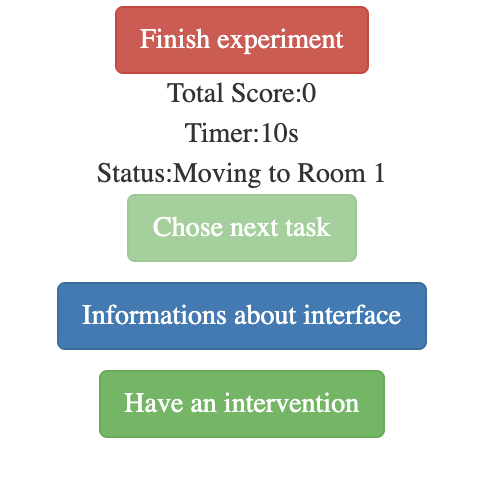 Finish experiment
Total Score:0
Timer:10s
Status:Moving to Room 1
Chose next task
Informations about interface
Have an intervention